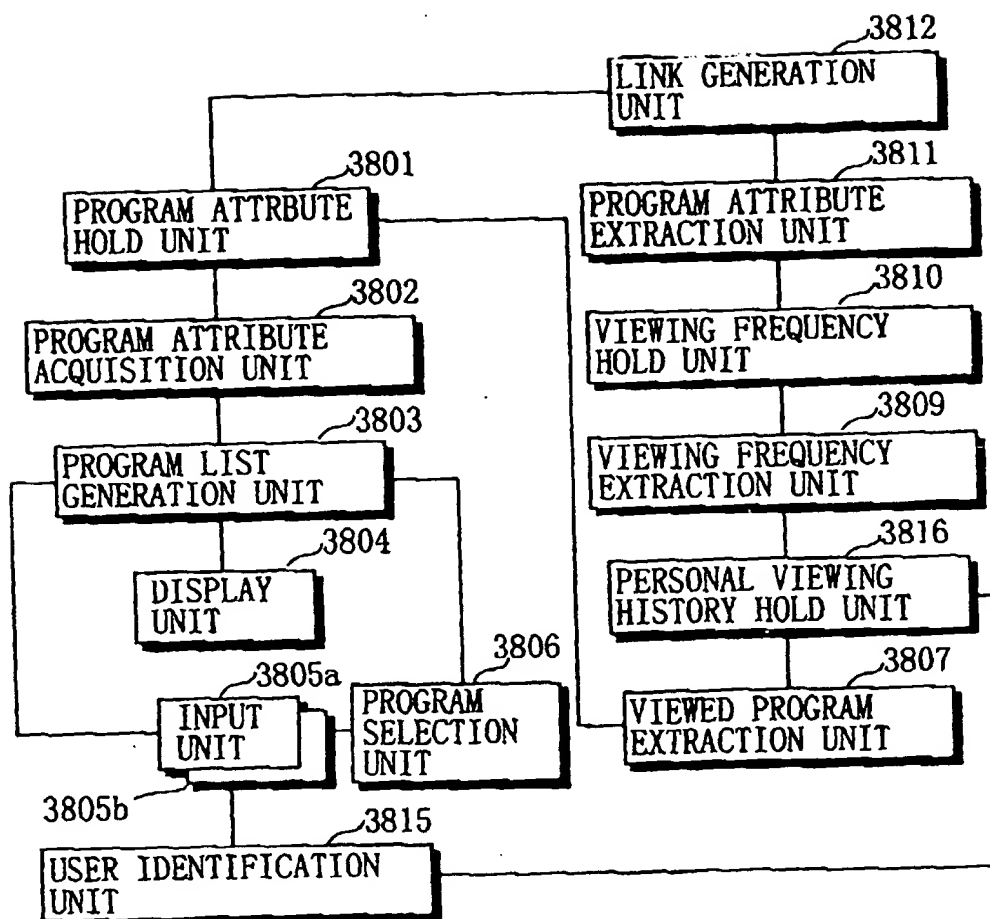 3812
LINK GENERATION
UNIT
3801
PROGRAM ATTRBUTE
HOLD UNIT
3811
PROGRAM ATTRIBUTE
EXTRACTION UNIT
3802
PROGRAM ATTRIBUTE
ACQUISITION UNIT
3810
VIEWING FREQUENCY
HOLD UNIT
3803
PROGRAM LIST
GENERATION UNIT
3809
VIEWING FREQUENCY
EXTRACTION UNIT
3804
DISPLAY
UNIT
3816
PERSONAL VIEWING
HISTORY HOLD UNIT
3805a
INPUT
UNIT
3805b
3806
PROGRAM
SELECTION
UNIT
3807
VIEWED PROGRAM
EXTRACTION UNIT
3815
USER IDENTIFICATION
UNIT